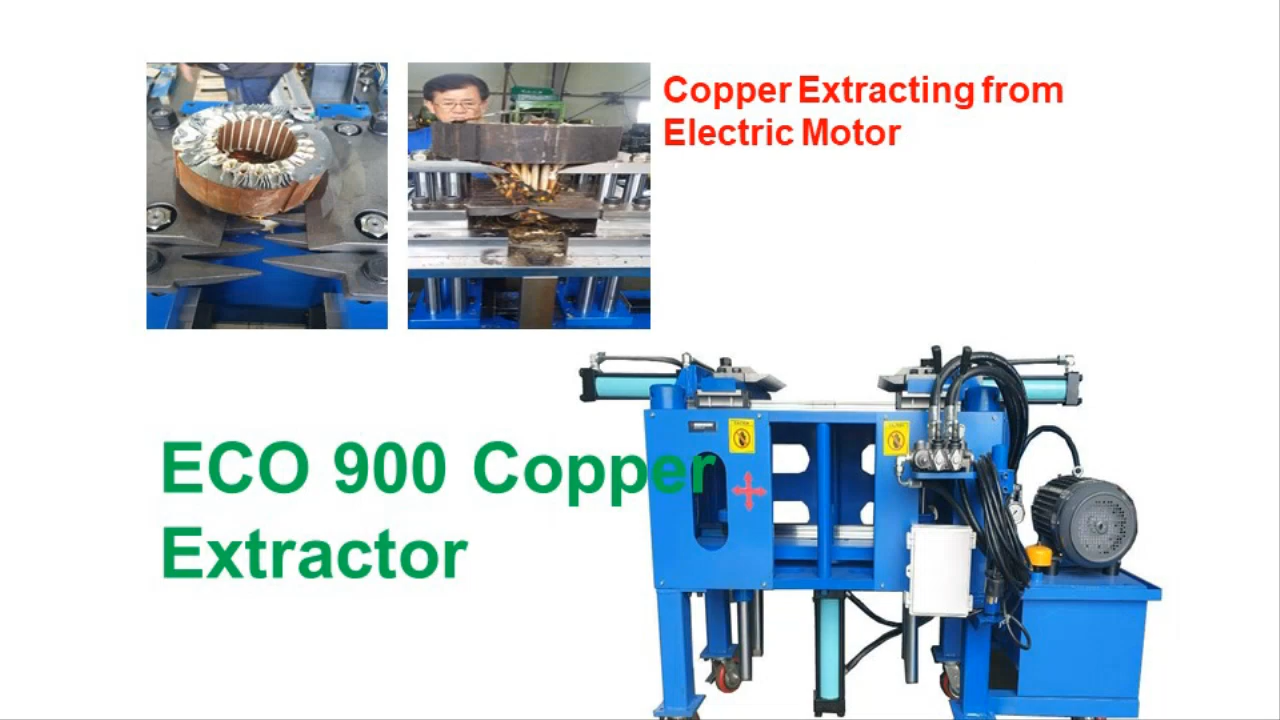 Copper Extracting from
Electric Motor
ECO 900 Copper
Extractor